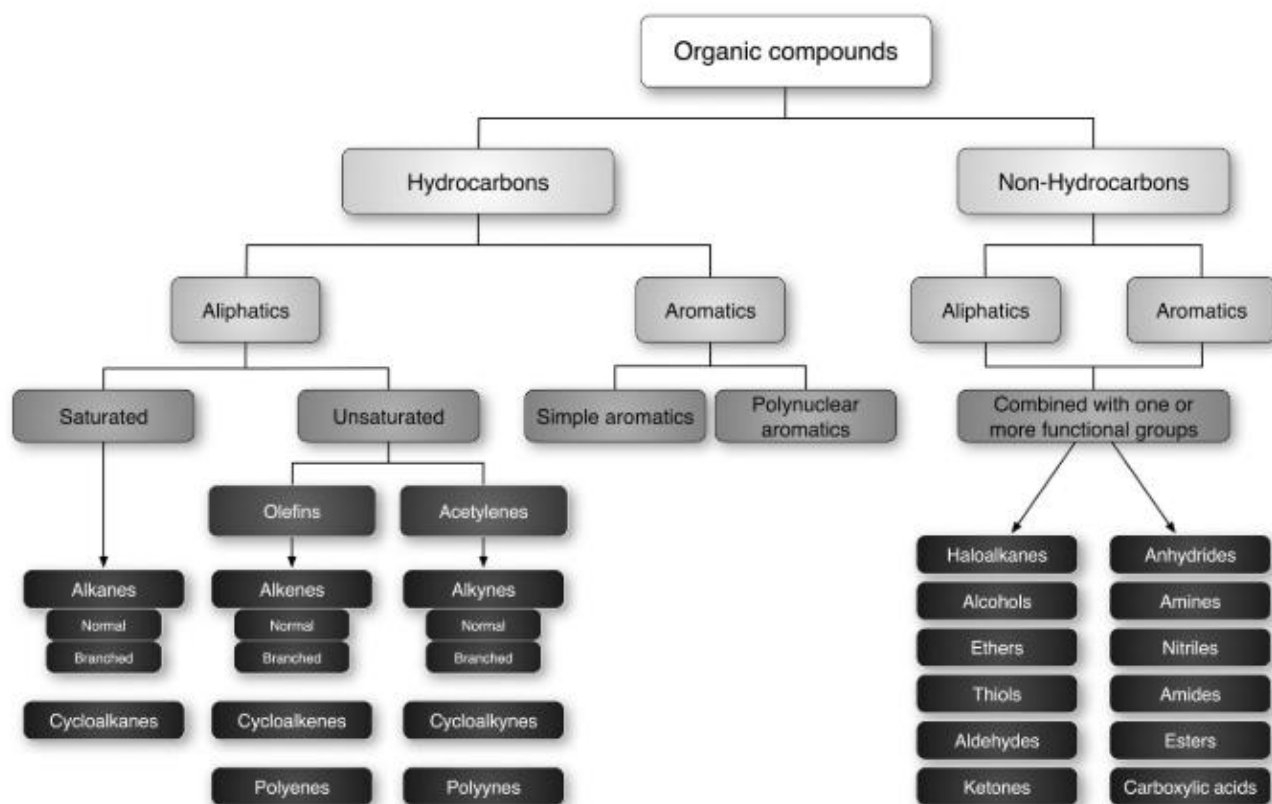 Organic compounds
Hydrocarbons
Non-Hydrocarbons
Aliphatics
Aromatics
Aliphatics
Aromatics
Saturated
Unsaturated
Simple aromatics
Polynuclear
aromatics
Combined with one or
more functional groups
Olefins
Acetylenes
Alkanes
Normal
Branched
Cycloalkanes
Alkenes
Normal
Branched
Cycloalkenes
Polyenes
Alkynes
Normal
Branched
Cycloalkynes
Polyynes
Haloalkanes
Alcohols
Ethers
Thiols
Aldehydes
Ketones
Anhydrides
Amines
Nitriles
Amides
Esters
Carboxylic acids